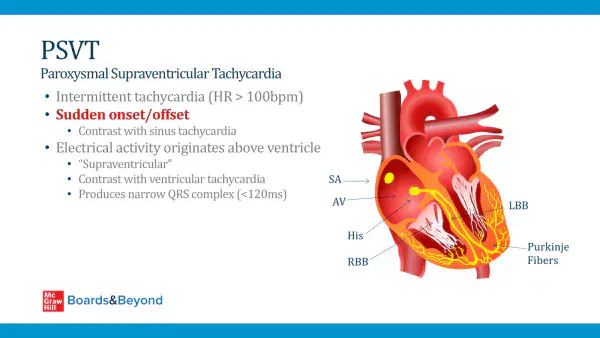 PSVT
Paroxysmal Supraventricular Tachycardia
• Intermittent tachycardia (HR > 100bpm)
• Sudden onset/offset
• Contrast with sinus tachycardia
• Electrical activity originates above ventricle
• “Supraventricular”
• Contrast with ventricular tachycardia
• Produces narrow QRS complex (<120ms)
SA
AV
His
RBB
LBB
Purkinje
Fibers
Mc
Graw
Hill
Boards&Beyond